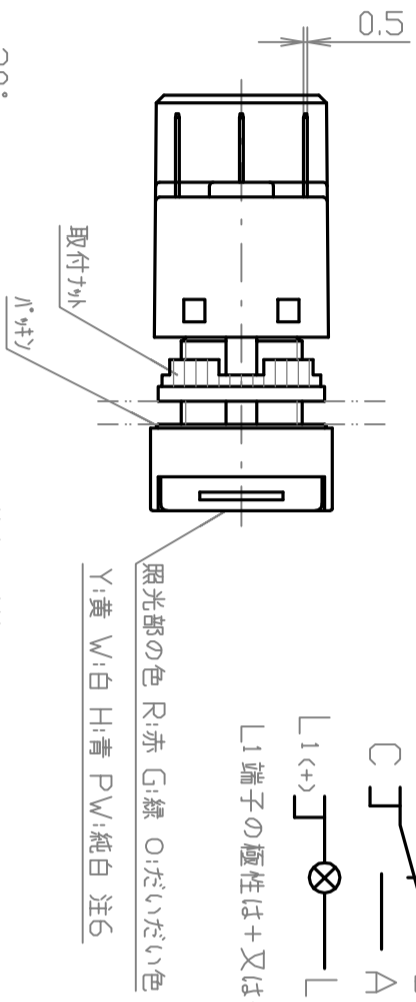 0.5
取付ナット
パッキン
照光部の色 R:赤 G:緑 O:だいだい色
Y:黄 W:白 H:青 PW:純白 注6
C
A
L1(+)
L
L1 端子の極性は+又は